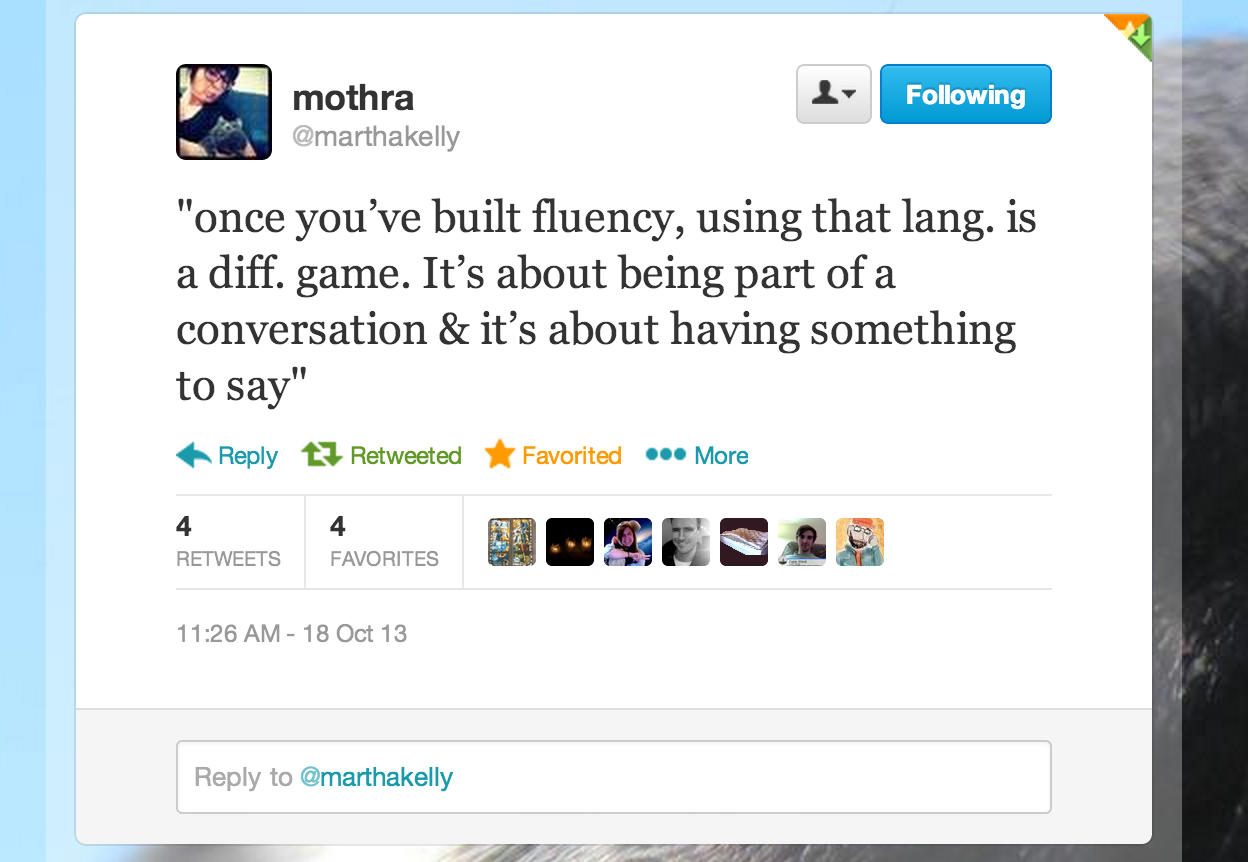 mothra
@marthakelly
Following
"once you’ve built fluency, using that lang. is
a diff. game. It’s about being part of a
conversation & it’s about having something
to say"
Reply Retweeted Favorited More
4 4
RETWEETS FAVORITES
11:26 AM - 18 Oct 13
Reply to @marthakelly